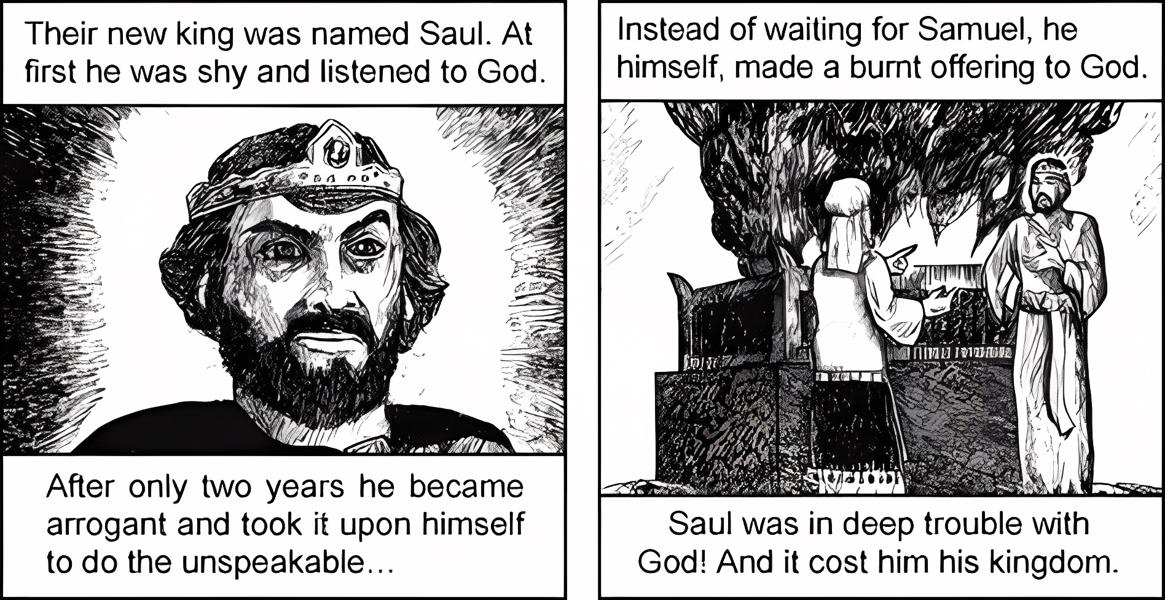 Their new king was named Saul. At
first he was shy and listened to God.
After only two years he became
arrogant and took it upon himself
to do the unspeakable...
Instead of waiting for Samuel, he
himself, made a burnt offering to God.
Saul was in deep trouble with
God! And it cost him his kingdom.